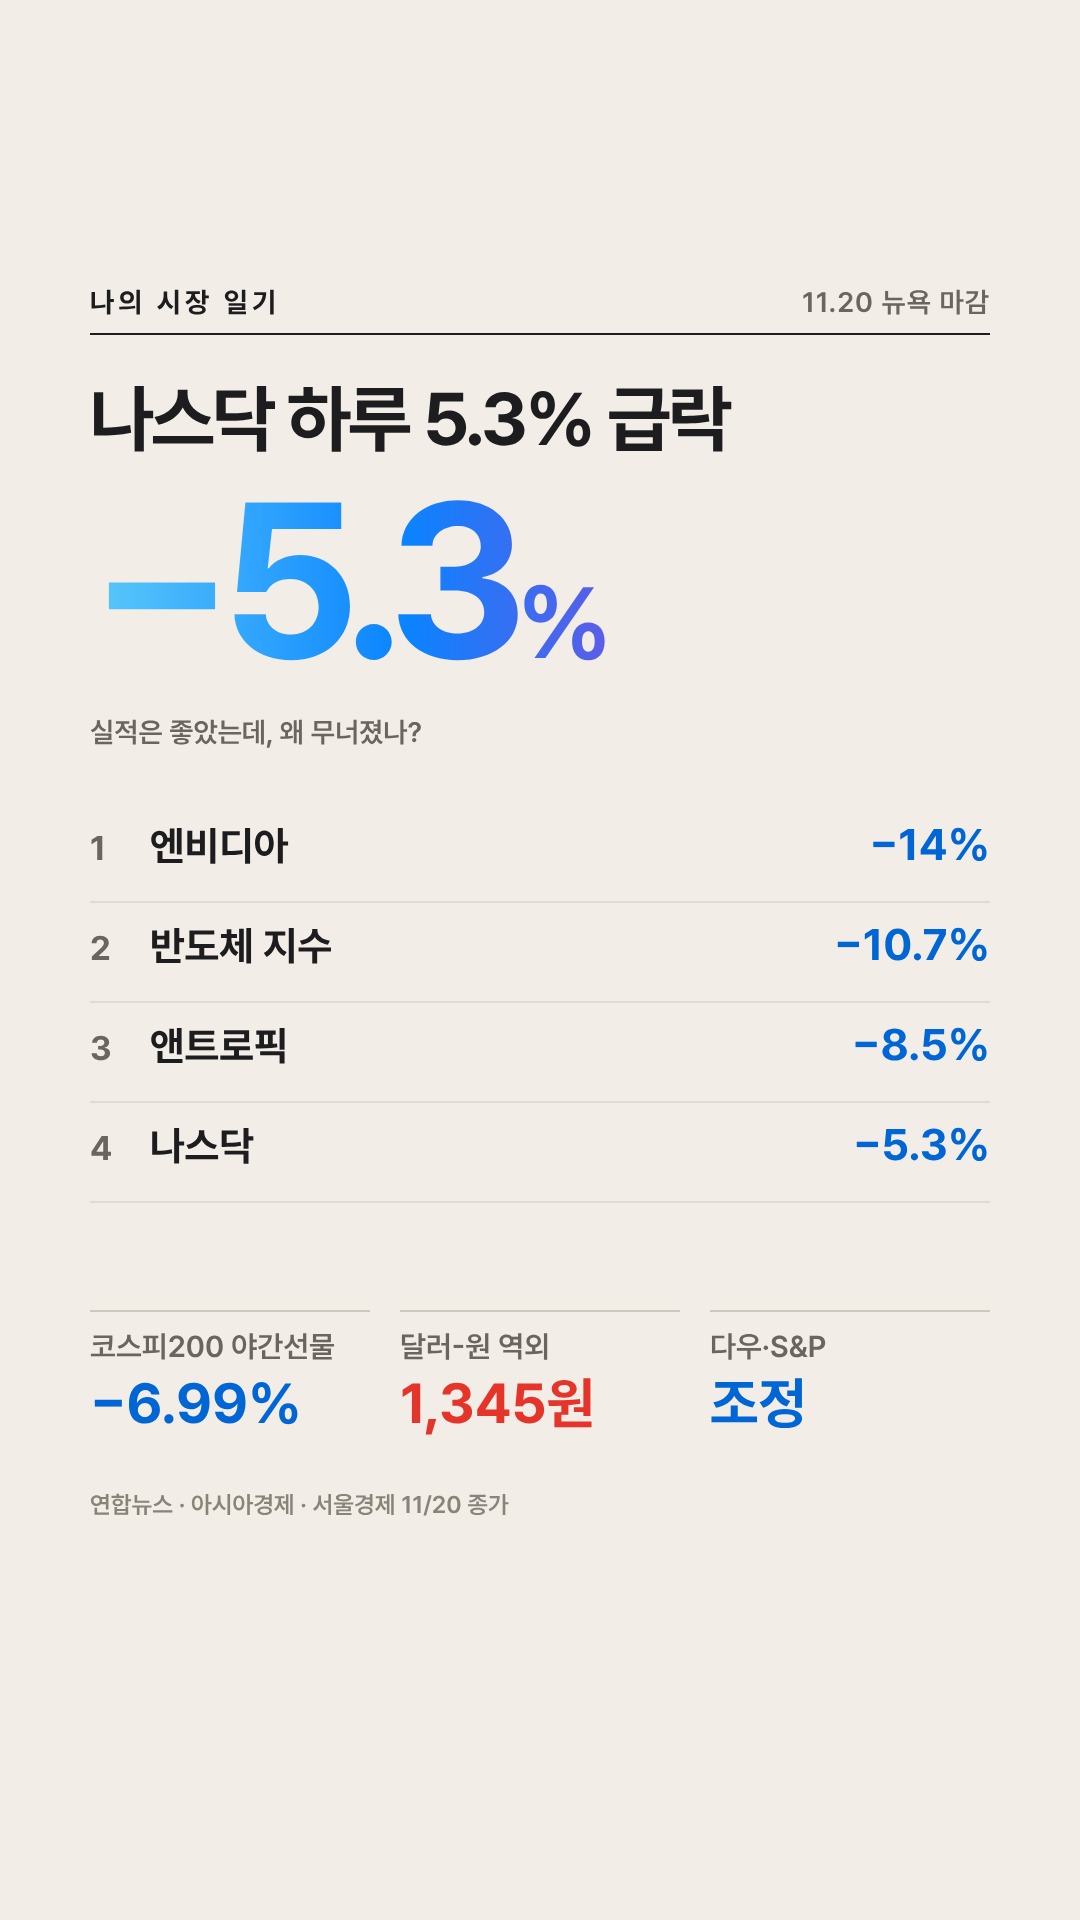 나의 시장 일기
11.20 뉴욕 마감
나스닥 하루 5.3% 급락
−5.3%
실적은 좋았는데, 왜 무너졌나?
1 엔비디아 −14%
2 반도체 지수 −10.7%
3 앤트로픽 −8.5%
4 나스닥 −5.3%
코스피200 야간선물
−6.99%
달러-원 역외
1,345원
다우·S&P
조정
연합뉴스 · 아시아경제 · 서울경제 11/20 종가